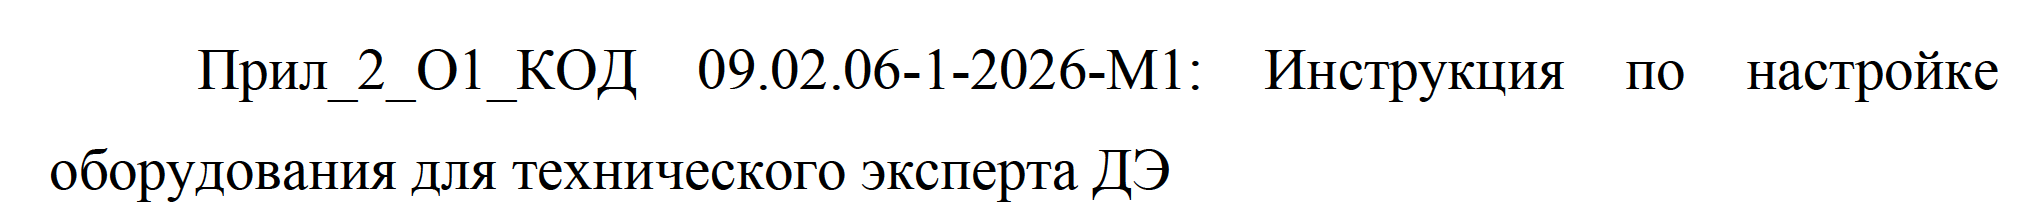 Прил_2_О1_КОД 09.02.06-1-2026-М1: Инструкция по настройке
оборудования для технического эксперта ДЭ